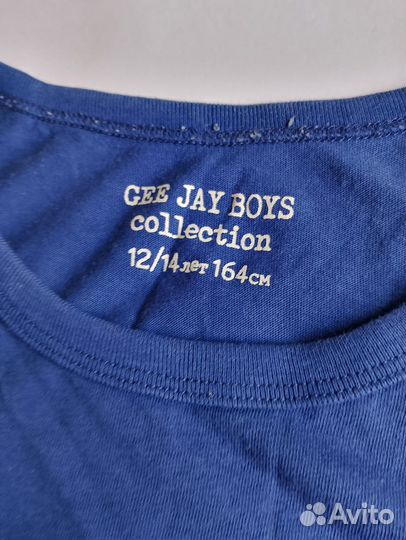 GEE JAY BOYS
collection
12/14лет 164см
Avito